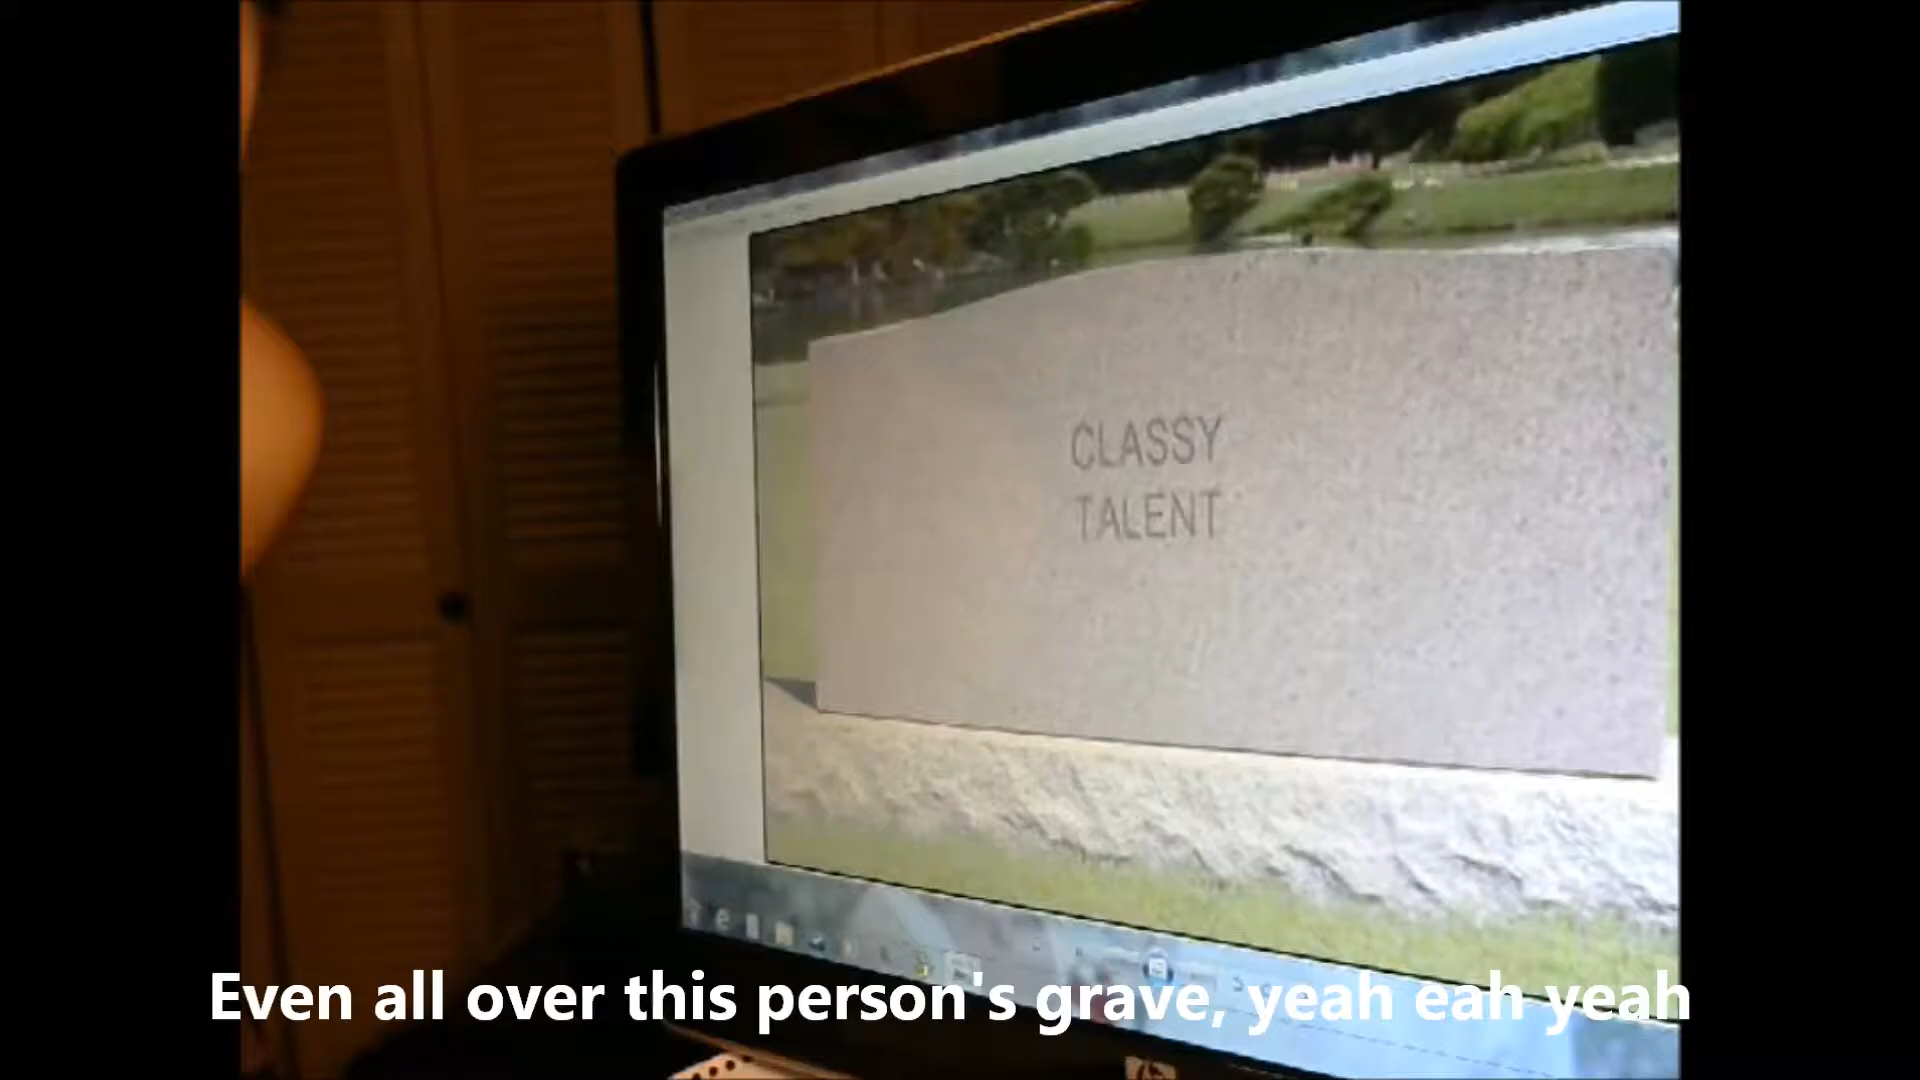 CLASSY
TALENT
Even all over this person's grave, yeah eah yeah